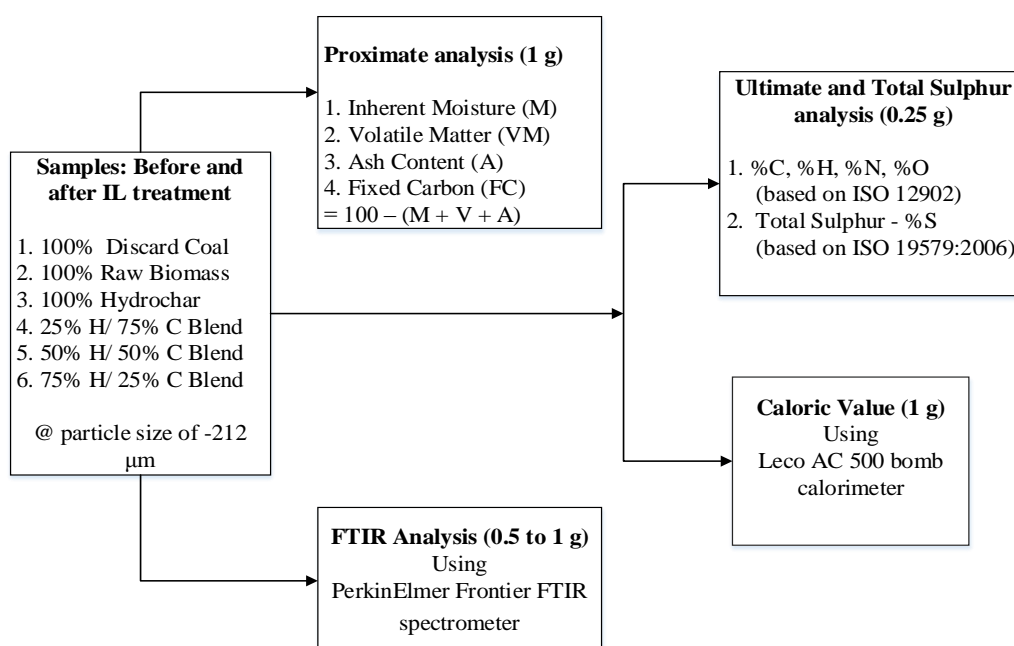 Samples: Before and
after IL treatment
1. 100% Discard Coal
2. 100% Raw Biomass
3. 100% Hydrochar
4. 25% H/ 75% C Blend
5. 50% H/ 50% C Blend
6. 75% H/ 25% C Blend
@ particle size of -212
μm
Proximate analysis (1 g)
1. Inherent Moisture (M)
2. Volatile Matter (VM)
3. Ash Content (A)
4. Fixed Carbon (FC)
= 100 – (M + V + A)
Ultimate and Total Sulphur
analysis (0.25 g)
1. %C, %H, %N, %O
(based on ISO 12902)
2. Total Sulphur - %S
(based on ISO 19579:2006)
Caloric Value (1 g)
Using
Leco AC 500 bomb
calorimeter
FTIR Analysis (0.5 to 1 g)
Using
PerkinElmer Frontier FTIR
spectrometer